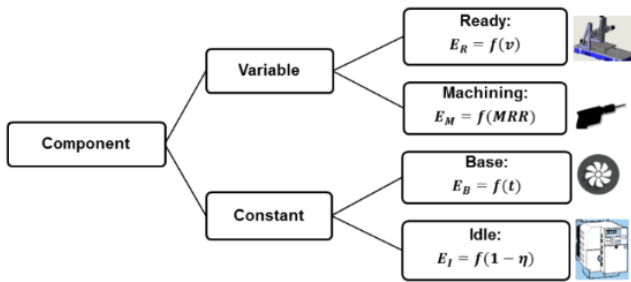 Ready:
E_R = f(v)
Variable
Machining:
E_M = f(MRR)
Component
Base:
E_B = f(t)
Constant
Idle:
E_I = f(1 − η)